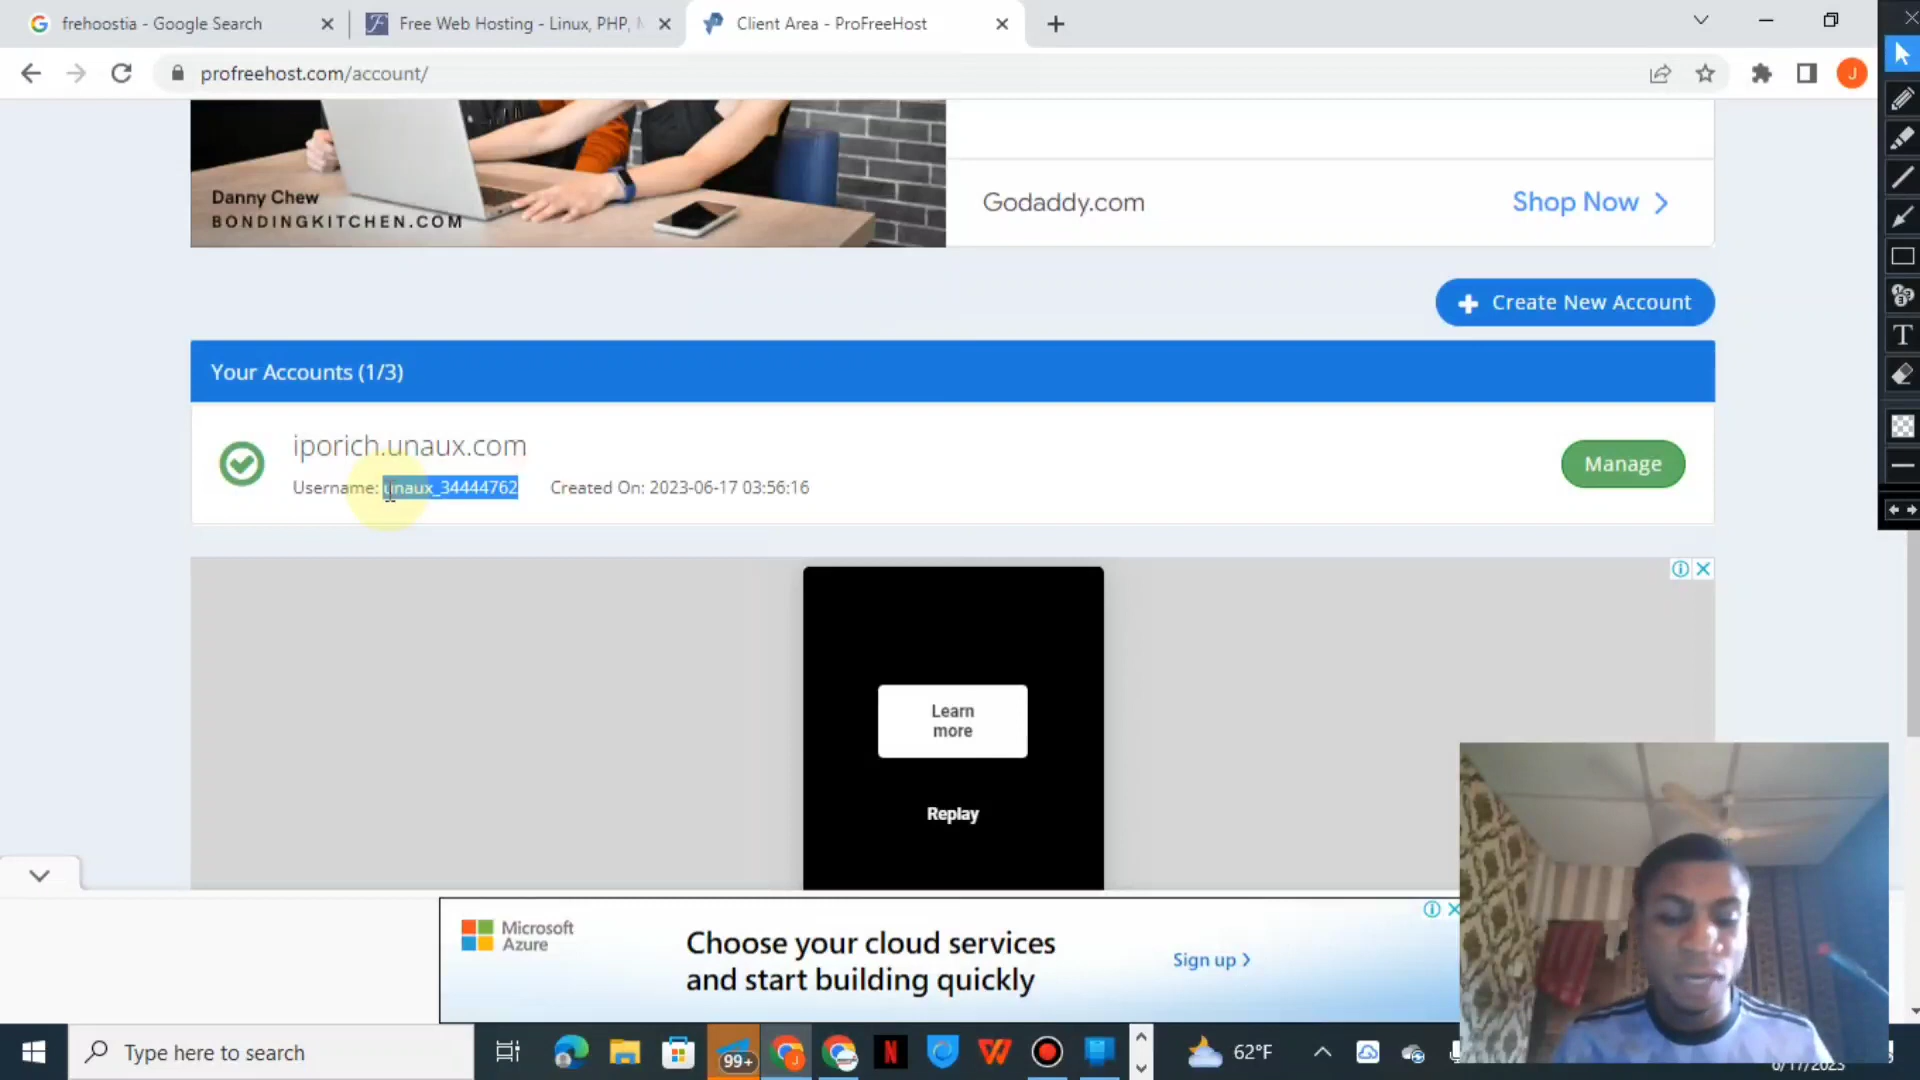 frehoostia - Google Search
Free Web Hosting - Linux, PHP,
Client Area - ProFreeHost
profreehost.com/account/
J
Danny Chew
BONDINGKITCHEN.COM
Godaddy.com
Shop Now
Create New Account
Your Accounts (1/3)
iporich.unaux.com
Username: unaux_34444762 Created On: 2023-06-17 03:56:16
Manage
Learn
more
Replay
Microsoft
Azure
Choose your cloud services
and start building quickly
Sign up
Type here to search
99+
62°F
6/17/2023